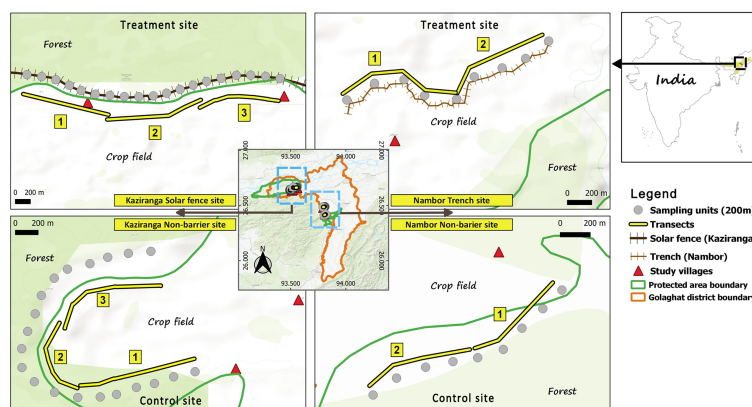 Treatment site
Forest
1
2
3
Crop field
0 200 m
Kaziranga Solar fence site
Treatment site
1
2
Crop field
0 200 m
Nambor Trench site
India
27.000
93.500
94.000
27.000
26.500
26.500
26.000
26.000
93.500
94.000
N
Kaziranga Non-barrier site
Forest
3
Crop field
2
1
0 200 m
Control site
Nambor Non-barier site
0 200 m
Crop field
1
2
Forest
Control site
Legend
Sampling units (200m
Transects
Solar fence (Kaziranga
Trench (Nambor)
Study villages
Protected area boundary
Golaghat district boundary